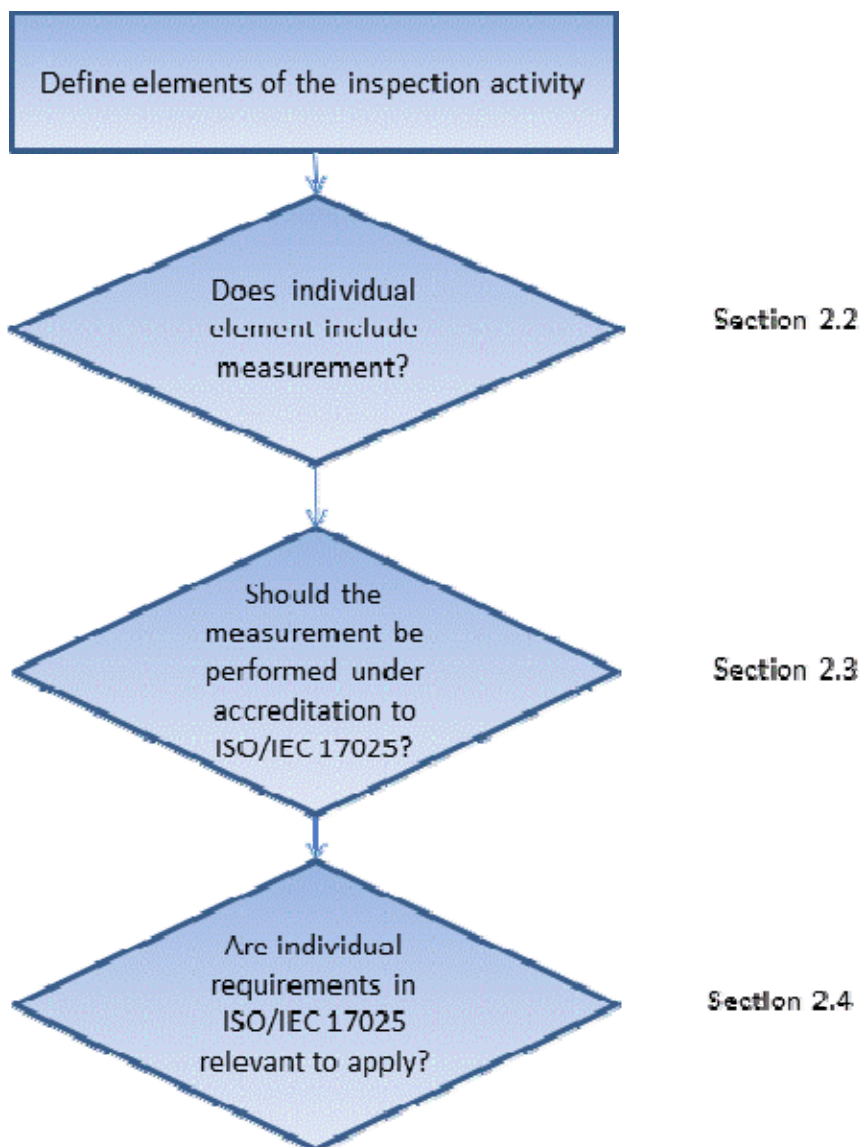 Define elements of the inspection activity
Does individual
element include
measurement?
Section 2.2
Should the
measurement be
performed under
accreditation to
ISO/IEC 17025?
Section 2.3
Are individual
requirements in
ISO/IEC 17025
relevant to apply?
Section 2.4